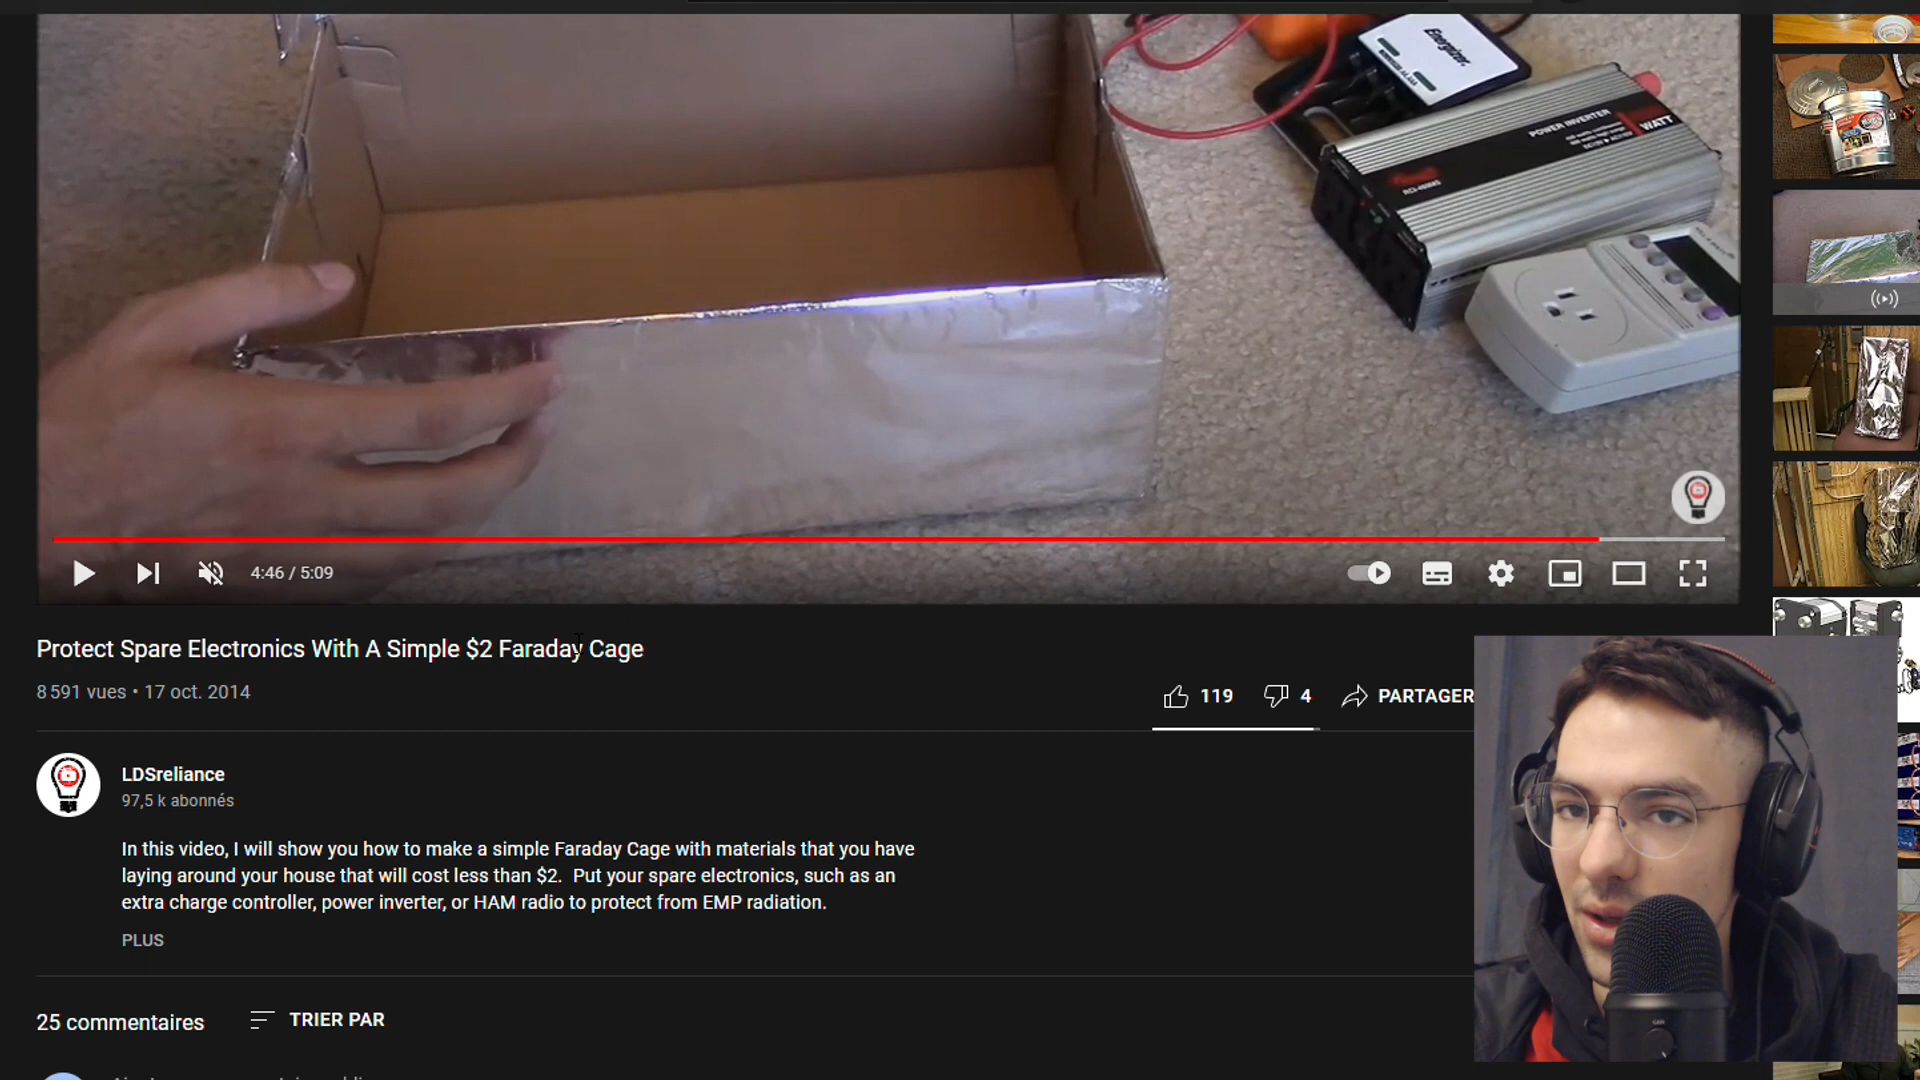 Energizer
POWER INVERTER
WATT
4:46 / 5:09
Protect Spare Electronics With A Simple $2 Faraday Cage
8 591 vues • 17 oct. 2014
119
4
PARTAGER
LDSreliance
97,5 k abonnés
In this video, I will show you how to make a simple Faraday Cage with materials that you have
laying around your house that will cost less than $2. Put your spare electronics, such as an
extra charge controller, power inverter, or HAM radio to protect from EMP radiation.
PLUS
25 commentaires
TRIER PAR